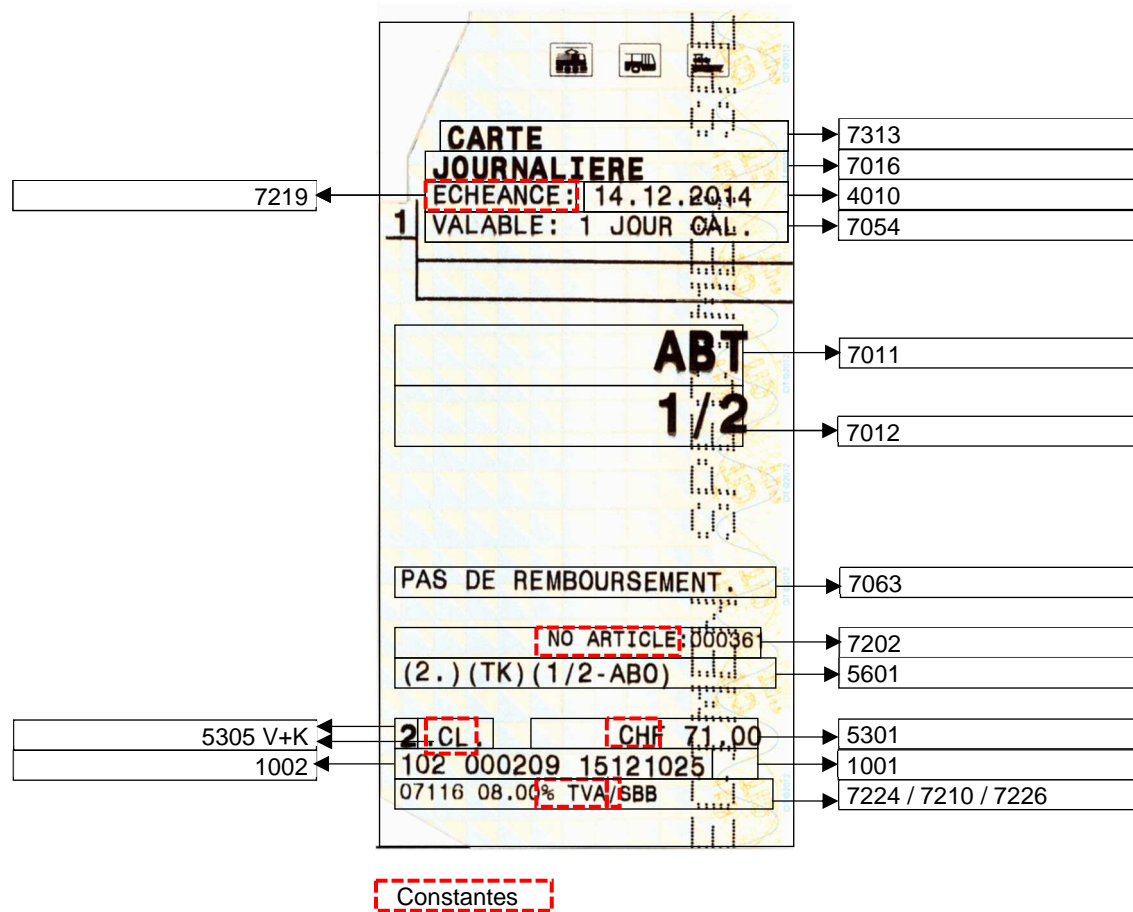 CARTE 7313
JOURNALIERE 7016
7219 ECHEANCE: 14.12.2014 4010
1 VALABLE: 1 JOUR CAL. 7054
ABT 7011
1/2 7012
PAS DE REMBOURSEMENT. 7063
NO ARTICLE:000361 7202
(2.)(TK)(1/2-ABO) 5601
5305 V+K 2.CL. CHF 71.00 5301
1002 102 000209 15121025 1001
07116 08.00% TVA/SBB 7224 / 7210 / 7226
Constantes